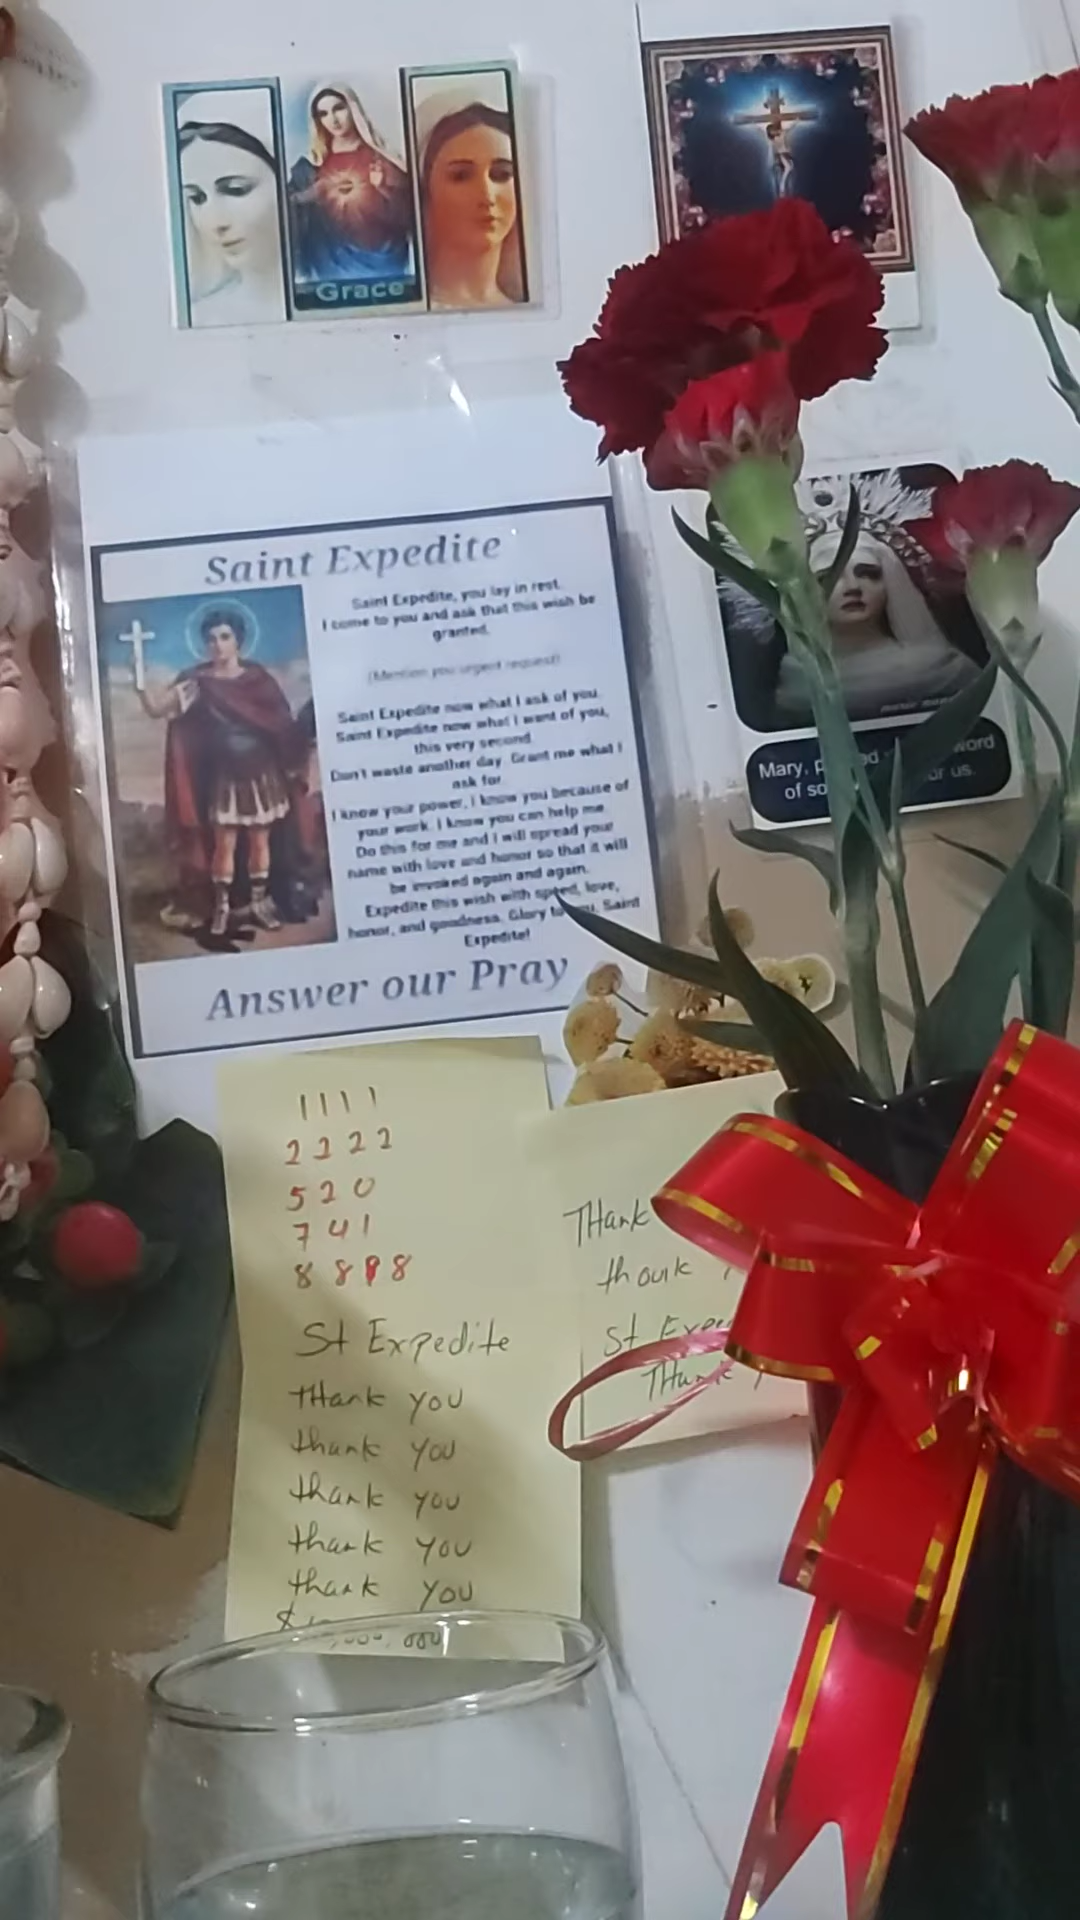 Grace
Saint Expedite
Saint Expedite, you lay in rest.
I come to you and ask that this wish be
granted.
(Mention you urgent request)
Saint Expedite now what I ask of you.
Saint Expedite now what I want of you,
this very second.
Don't waste another day. Grant me what I
ask for.
I know your power, I know you because of
your work. I know you can help me.
Do this for me and I will spread your
name with love and honor so that it will
be invoked again and again.
Expedite this wish with speed, love,
honor, and goodness. Glory to you, Saint
Expedite!
Answer our Pray
Mary,
word
of
us.
1111
2222
520
741
8888
St Expedite
THank you
thank you
thank you
thank you
thank you
THank
thank
St
THank